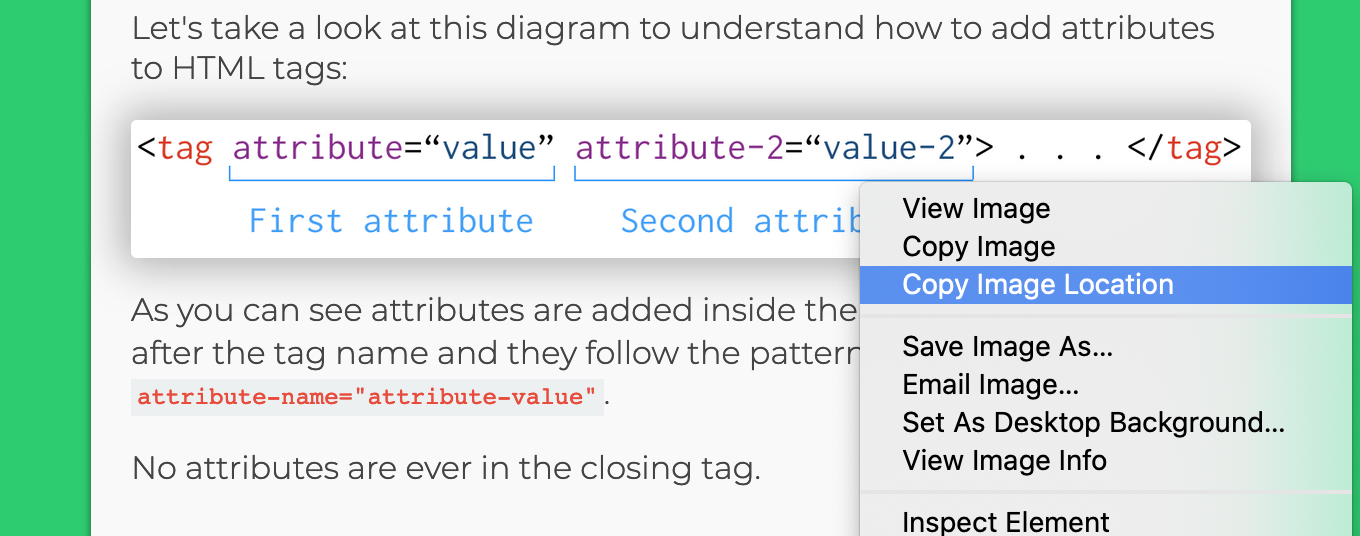 Let's take a look at this diagram to understand how to add attributes
to HTML tags:
<tag attribute=“value” attribute-2=“value-2”> . . . </tag>
First attribute Second attrib
View Image
Copy Image
Copy Image Location
Save Image As...
Email Image...
Set As Desktop Background...
View Image Info
Inspect Element
As you can see attributes are added inside the
after the tag name and they follow the pattern
attribute-name="attribute-value".
No attributes are ever in the closing tag.